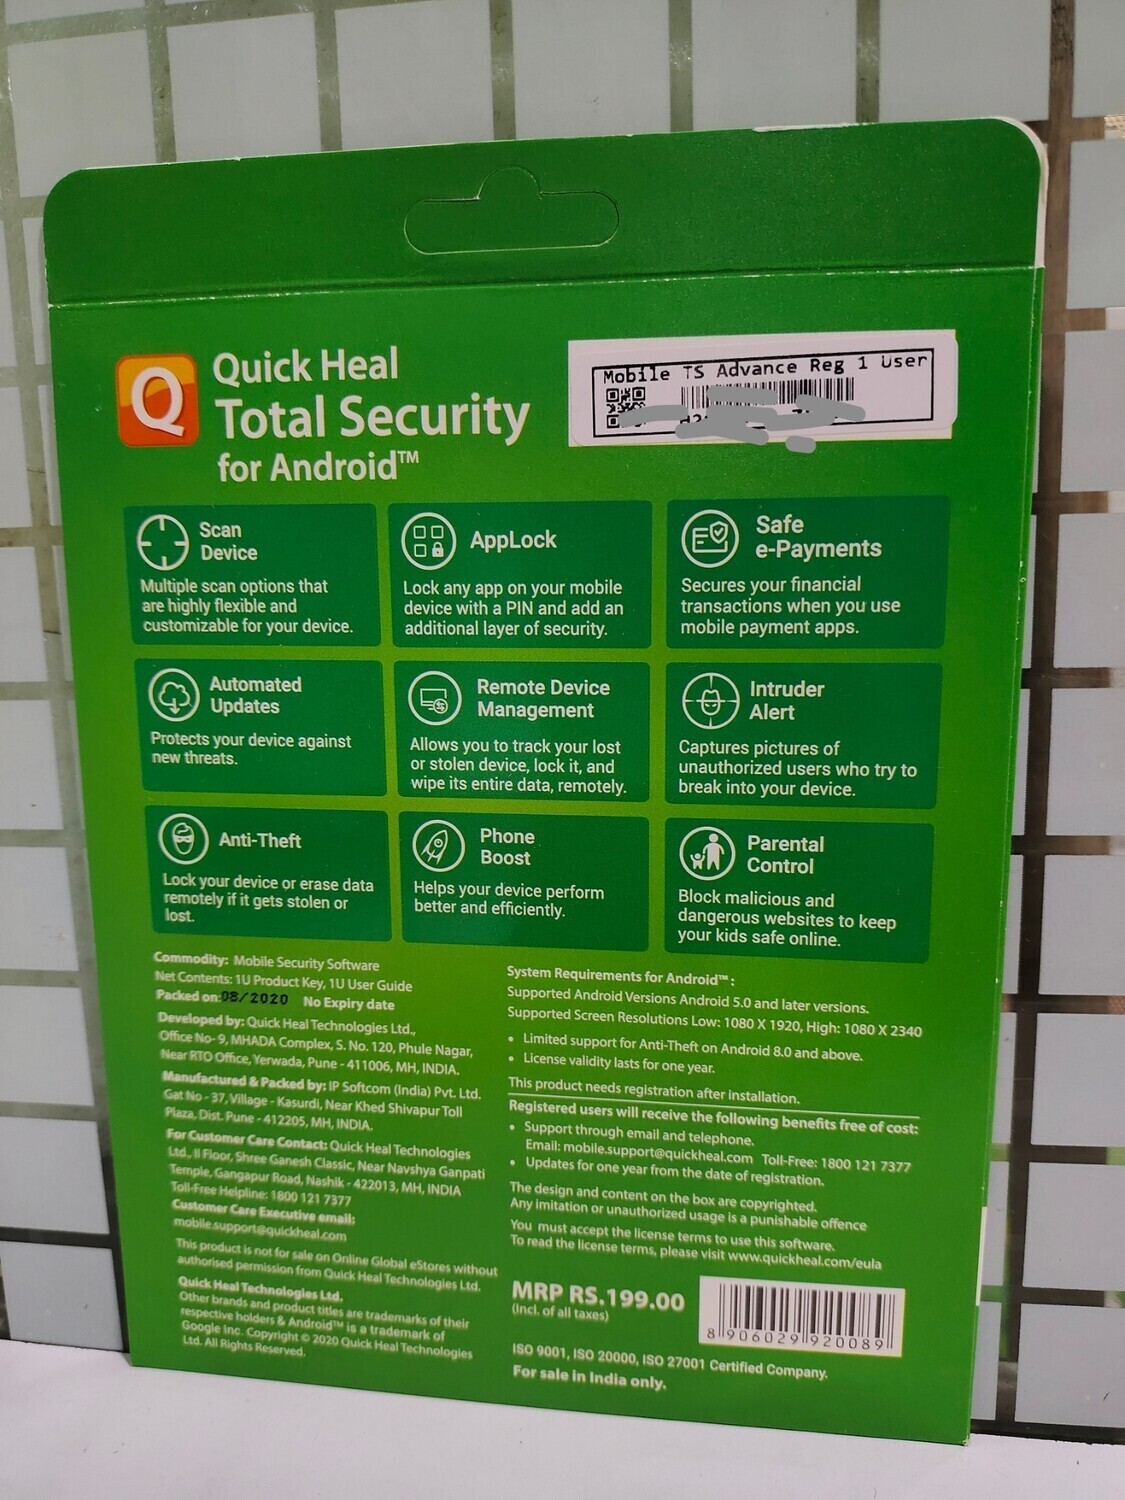 Quick Heal
Total Security
for Android™
Mobile TS Advance Reg 1 User
Scan
Device
Multiple scan options that
are highly flexible and
customizable for your device.
AppLock
Lock any app on your mobile
device with a PIN and add an
additional layer of security.
Safe
e-Payments
Secures your financial
transactions when you use
mobile payment apps.
Automated
Updates
Protects your device against
new threats.
Remote Device
Management
Allows you to track your lost
or stolen device, lock it, and
wipe its entire data, remotely.
Intruder
Alert
Captures pictures of
unauthorized users who try to
break into your device.
Anti-Theft
Lock your device or erase data
remotely if it gets stolen or
lost.
Phone
Boost
Helps your device perform
better and efficiently.
Parental
Control
Block malicious and
dangerous websites to keep
your kids safe online.
Commodity: Mobile Security Software
Net Contents: 1U Product Key, 1U User Guide
Packed on:08/2020 No Expiry date
Developed by: Quick Heal Technologies Ltd.,
Office No- 9, MHADA Complex, S. No. 120, Phule Nagar,
Near RTO Office, Yerwada, Pune - 411006, MH, INDIA.
Manufactured & Packed by: IP Softcom (India) Pvt. Ltd.
Gat No - 37, Village - Kasurdi, Near Khed Shivapur Toll
Plaza, Dist. Pune - 412205, MH, INDIA.
For Customer Care Contact: Quick Heal Technologies
Ltd., II Floor, Shree Ganesh Classic, Near Navshya Ganpati
Temple, Gangapur Road, Nashik - 422013, MH, INDIA
Toll-Free Helpline: 1800 121 7377
Customer Care Executive email:
mobile.support@quickheal.com
This product is not for sale on Online Global eStores without
authorised permission from Quick Heal Technologies Ltd.
Quick Heal Technologies Ltd.
Other brands and product titles are trademarks of their
respective holders & Android™ is a trademark of
Google Inc. Copyright © 2020 Quick Heal Technologies
Ltd. All Rights Reserved.
System Requirements for Android™ :
Supported Android Versions Android 5.0 and later versions.
Supported Screen Resolutions Low: 1080 X 1920, High: 1080 X 2340
• Limited support for Anti-Theft on Android 8.0 and above.
• License validity lasts for one year.
This product needs registration after installation.
Registered users will receive the following benefits free of cost:
• Support through email and telephone.
Email: mobile.support@quickheal.com Toll-Free: 1800 121 7377
• Updates for one year from the date of registration.
The design and content on the box are copyrighted.
Any imitation or unauthorized usage is a punishable offence
You must accept the license terms to use this software.
To read the license terms, please visit www.quickheal.com/eula
MRP RS.199.00
(Incl. of all taxes)
8 906029 920089
ISO 9001, ISO 20000, ISO 27001 Certified Company.
For sale in India only.